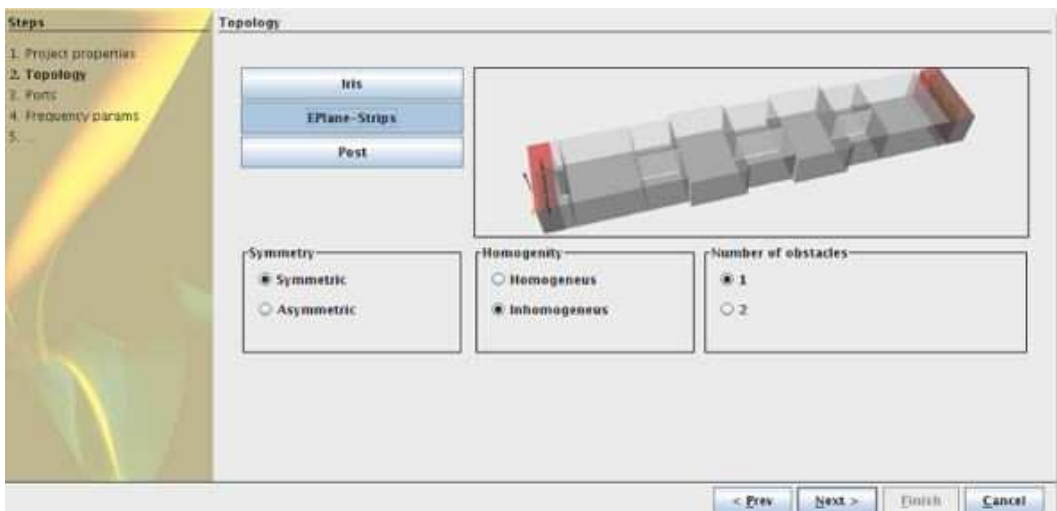 Steps
1. Project properties
2. Topology
3. Ports
4. Frequency params
5. ...
Topology
Iris
EPlane-Strips
Post
Symmetry
Symmetric
Asymmetric
Homogenity
Homogeneus
Inhomogeneus
Number of obstacles
1
2
< Prev
Next >
Finish
Cancel